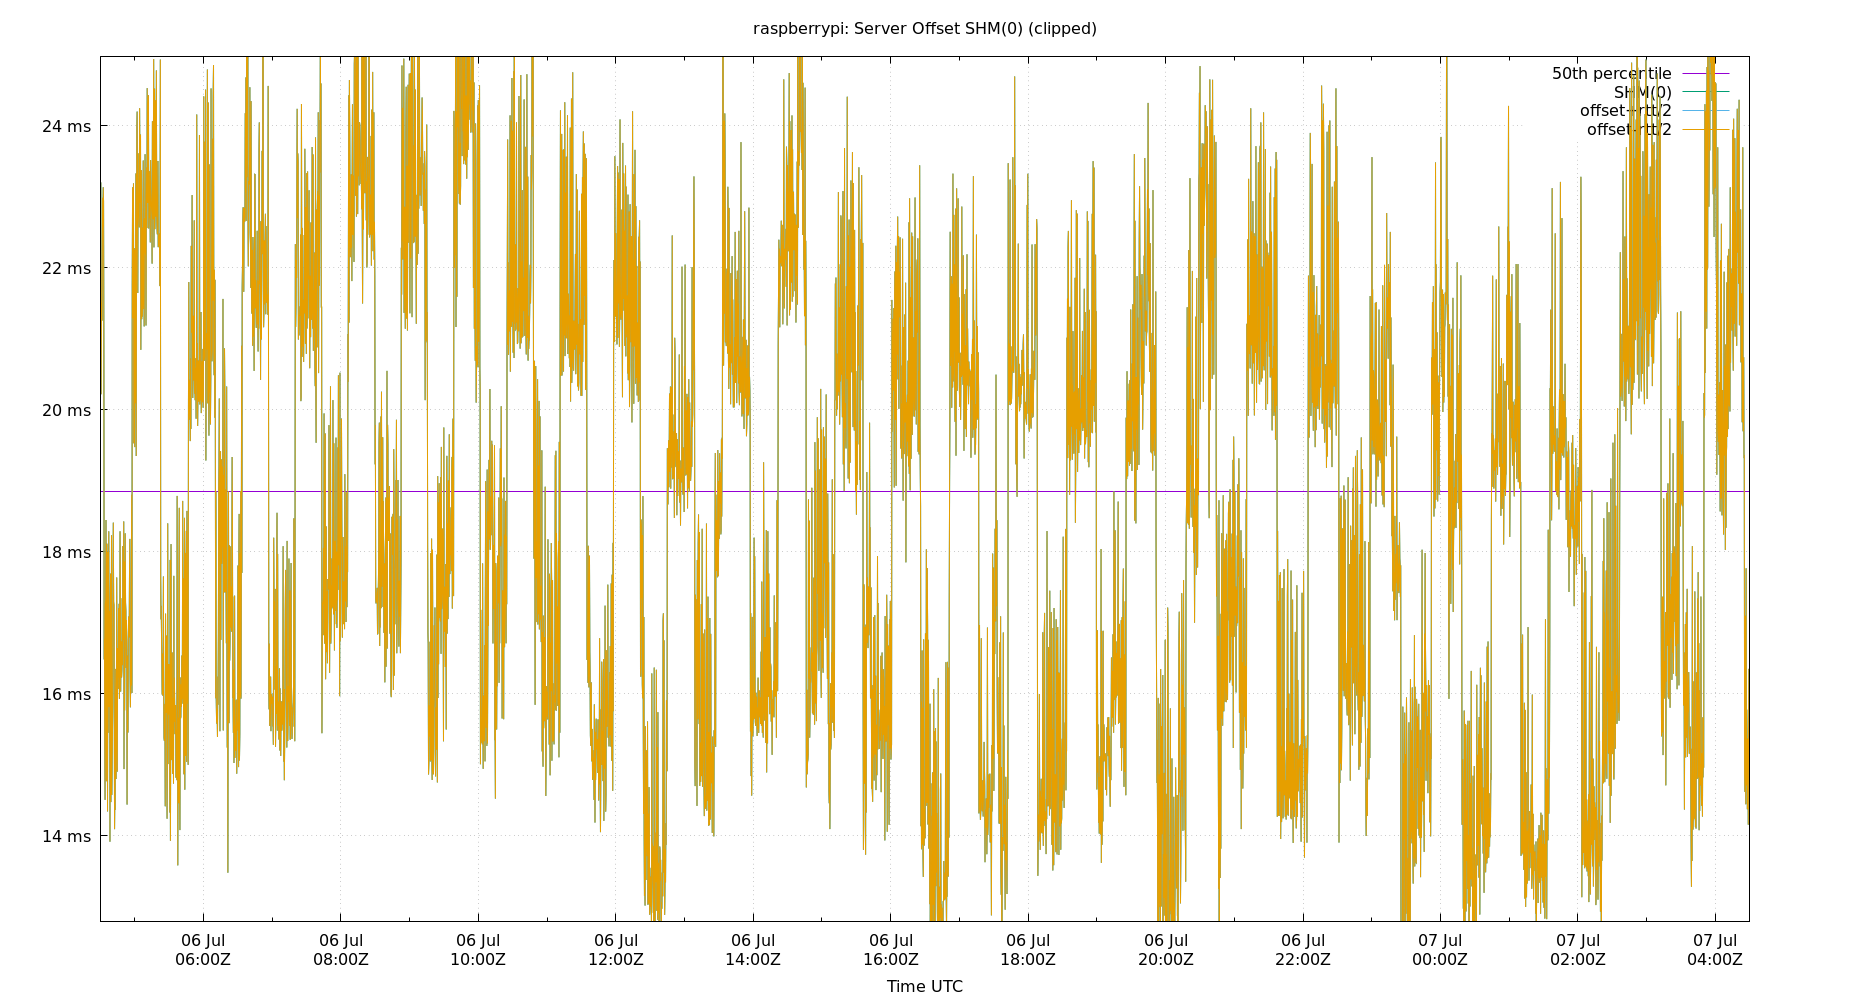 raspberrypi: Server Offset SHM(0) (clipped)
50th percentile
SHM(0)
offset+rtt/2
offset-rtt/2
24 ms
22 ms
20 ms
18 ms
16 ms
14 ms
06 Jul 06 Jul 06 Jul 06 Jul 06 Jul 06 Jul 06 Jul 06 Jul 06 Jul 07 Jul 07 Jul 07 Jul
06:00Z 08:00Z 10:00Z 12:00Z 14:00Z 16:00Z 18:00Z 20:00Z 22:00Z 00:00Z 02:00Z 04:00Z
Time UTC